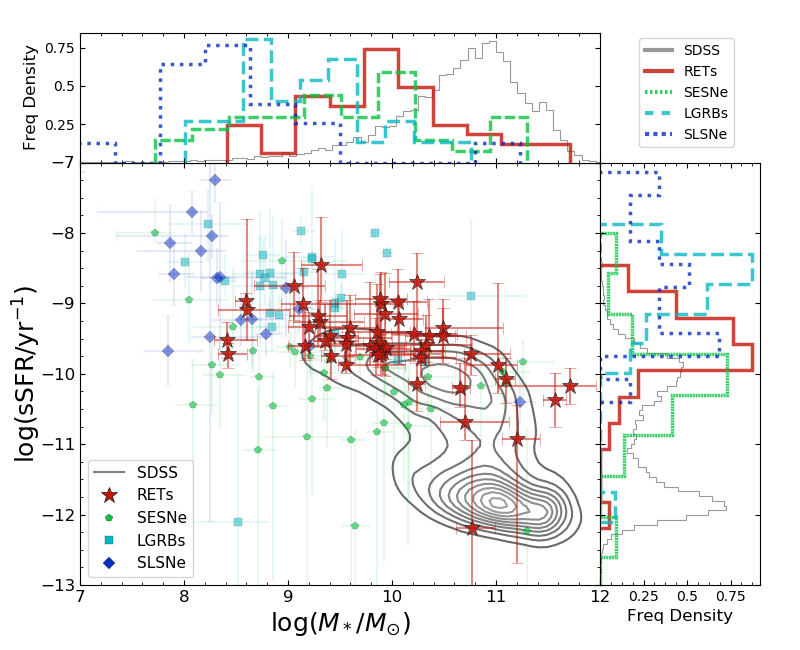 0.75
0.5
0.25
−7
Freq Density
SDSS
RETs
SESNe
LGRBs
SLSNe
−8
−9
−10
−11
−12
−13
log(sSFR/yr⁻¹)
SDSS
RETs
SESNe
LGRBs
SLSNe
7 8 9 10 11 12
log(M*/M☉)
0.25 0.5 0.75
Freq Density